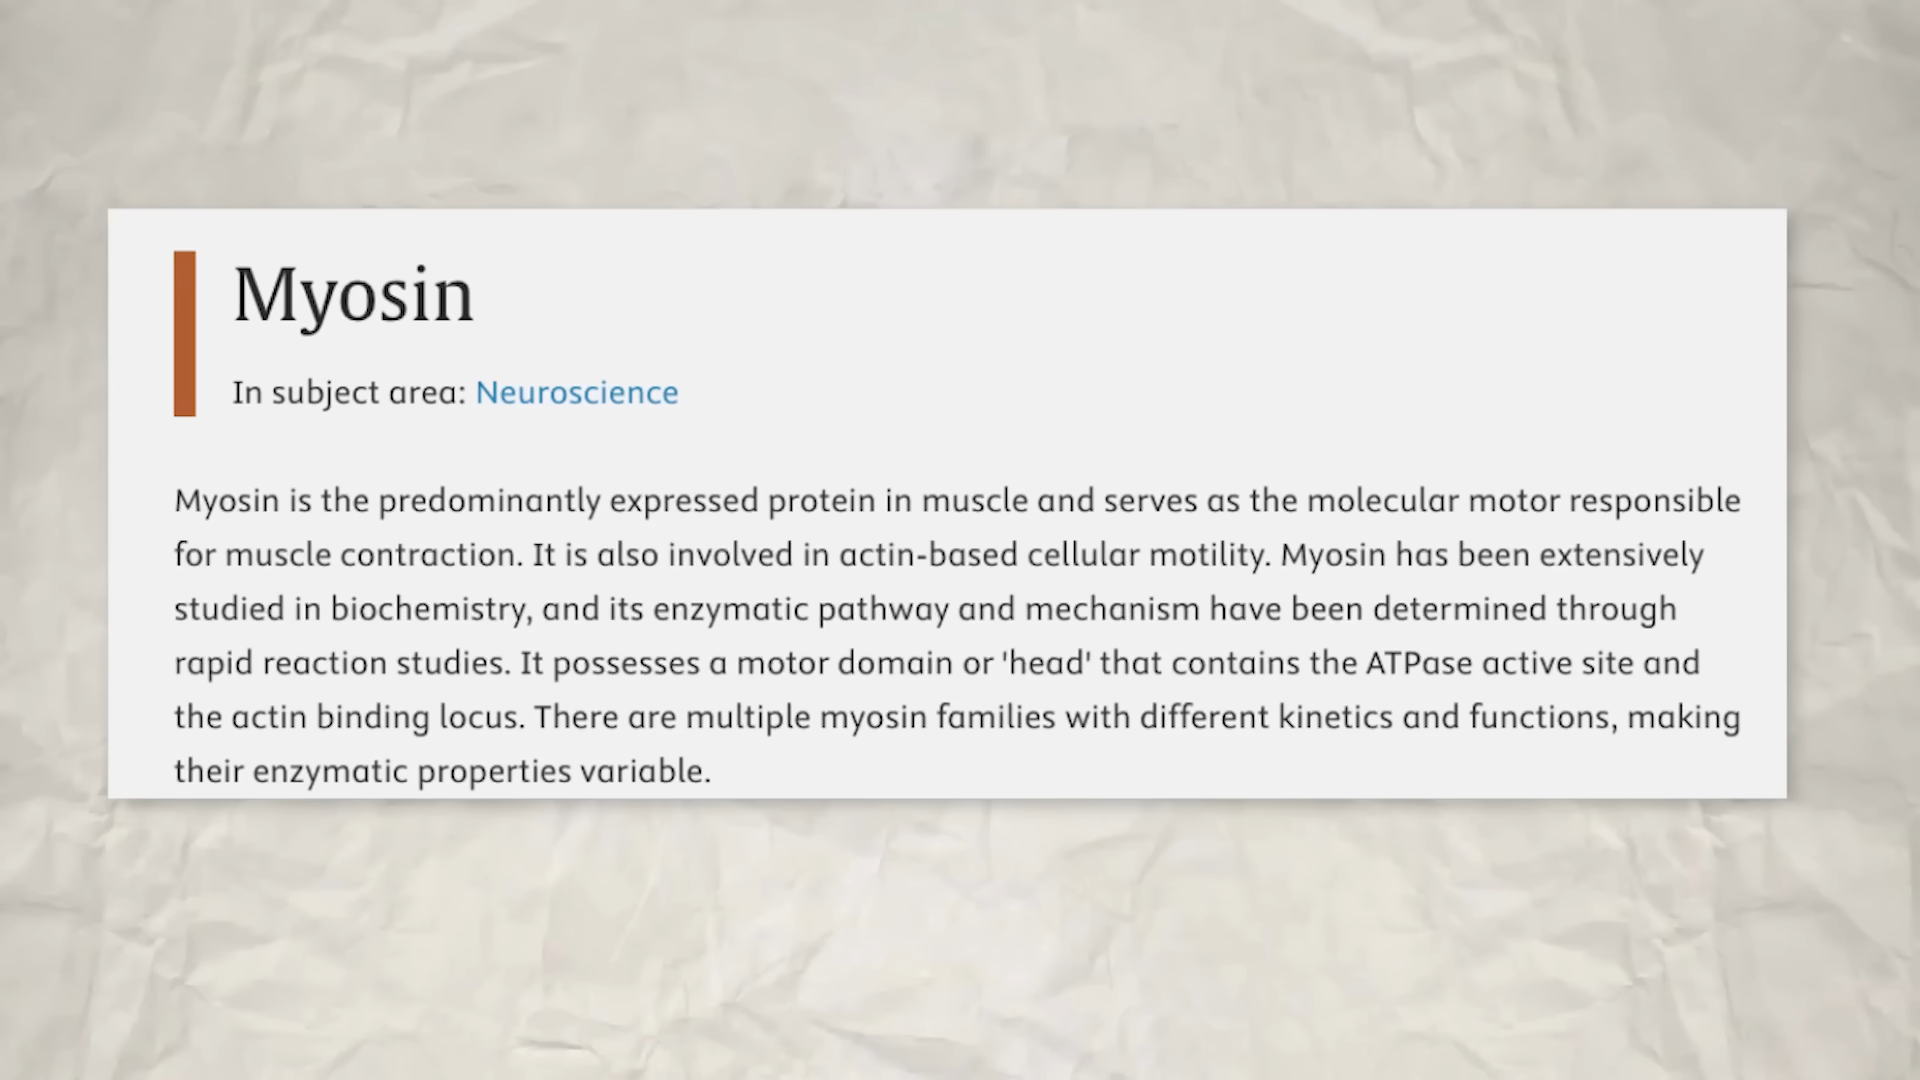 Myosin
In subject area: Neuroscience
Myosin is the predominantly expressed protein in muscle and serves as the molecular motor responsible
for muscle contraction. It is also involved in actin-based cellular motility. Myosin has been extensively
studied in biochemistry, and its enzymatic pathway and mechanism have been determined through
rapid reaction studies. It possesses a motor domain or 'head' that contains the ATPase active site and
the actin binding locus. There are multiple myosin families with different kinetics and functions, making
their enzymatic properties variable.